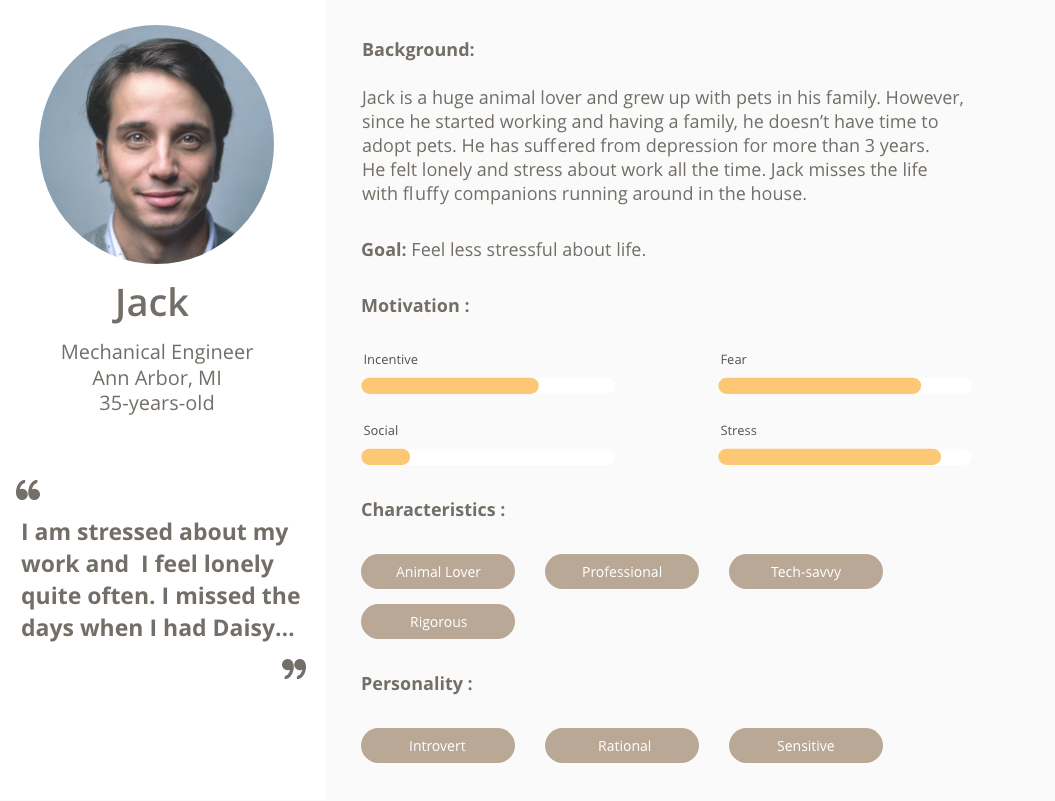 Jack
Mechanical Engineer
Ann Arbor, MI
35-years-old
“
I am stressed about my
work and  I feel lonely
quite often. I missed the
days when I had Daisy...
”
Background:
Jack is a huge animal lover and grew up with pets in his family. However,
since he started working and having a family, he doesn’t have time to
adopt pets. He has suffered from depression for more than 3 years.
He felt lonely and stress about work all the time. Jack misses the life
with fluffy companions running around in the house.
Goal: Feel less stressful about life.
Motivation :
Incentive
Fear
Social
Stress
Characteristics :
Animal Lover
Professional
Tech-savvy
Rigorous
Personality :
Introvert
Rational
Sensitive